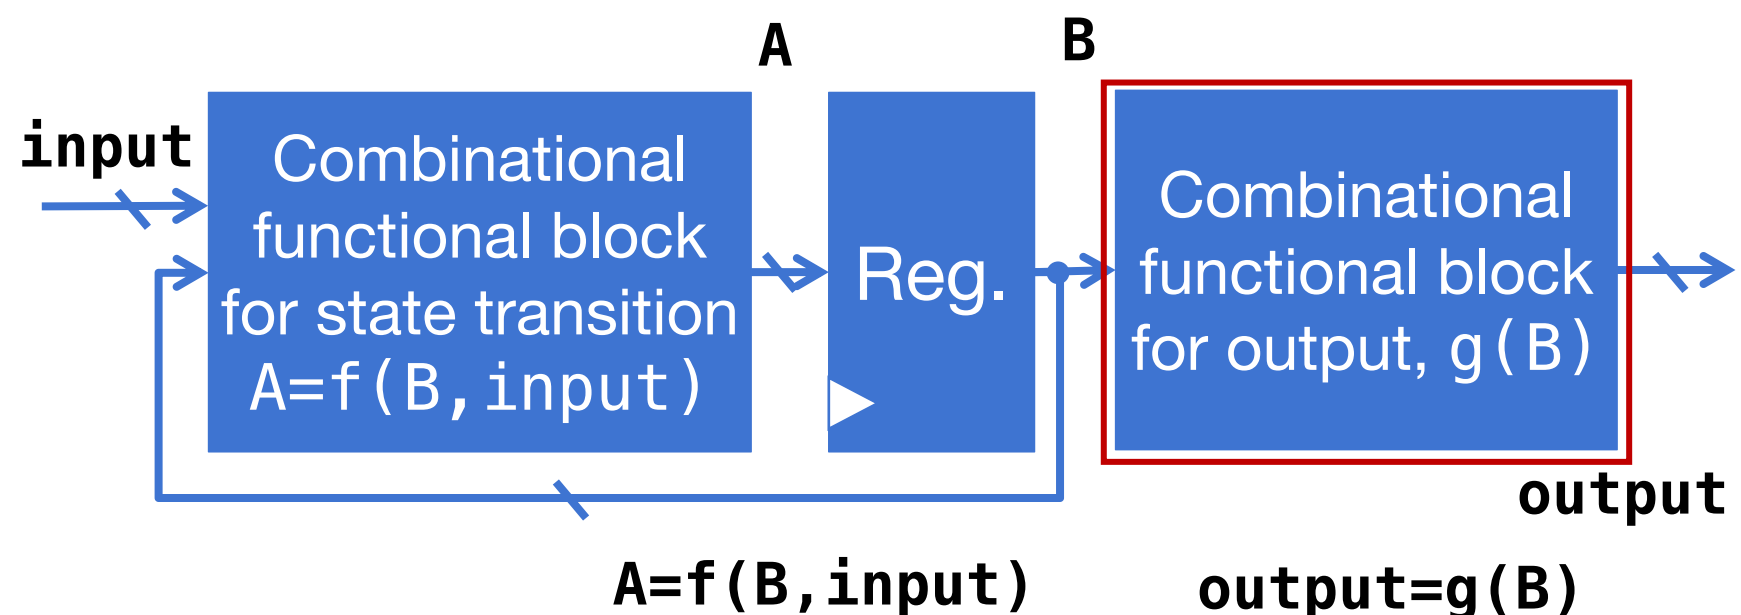 A
B
input
Combinational
functional block
for state transition
A=f(B,input)
Reg.
Combinational
functional block
for output, g(B)
output
A=f(B,input)
output=g(B)